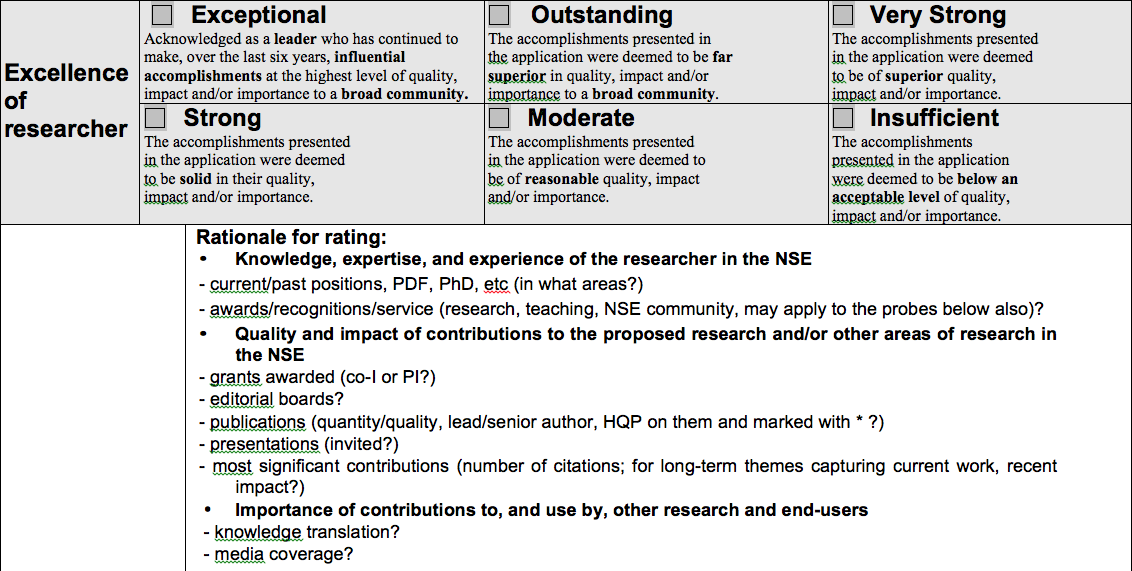 Excellence
of
researcher
Exceptional
Acknowledged as a leader who has continued to
make, over the last six years, influential
accomplishments at the highest level of quality,
impact and/or importance to a broad community.
Outstanding
The accomplishments presented in
the application were deemed to be far
superior in quality, impact and/or
importance to a broad community.
Very Strong
The accomplishments presented
in the application were deemed
to be of superior quality,
impact and/or importance.
Strong
The accomplishments presented
in the application were deemed
to be solid in their quality,
impact and/or importance.
Moderate
The accomplishments presented
in the application were deemed to
be of reasonable quality, impact
and/or importance.
Insufficient
The accomplishments
presented in the application
were deemed to be below an
acceptable level of quality,
impact and/or importance.
Rationale for rating:
• Knowledge, expertise, and experience of the researcher in the NSE
- current/past positions, PDF, PhD, etc (in what areas?)
- awards/recognitions/service (research, teaching, NSE community, may apply to the probes below also)?
• Quality and impact of contributions to the proposed research and/or other areas of research in
the NSE
- grants awarded (co-I or PI?)
- editorial boards?
- publications (quantity/quality, lead/senior author, HQP on them and marked with * ?)
- presentations (invited?)
- most significant contributions (number of citations; for long-term themes capturing current work, recent
impact?)
• Importance of contributions to, and use by, other research and end-users
- knowledge translation?
- media coverage?